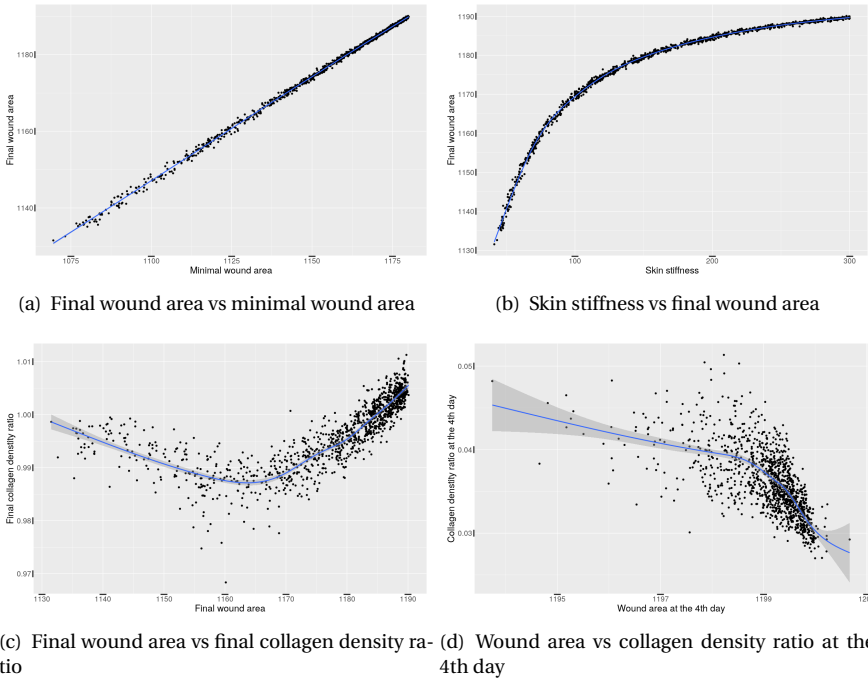 1180
1160
1140
1075 1100 1125 1150 1175
Minimal wound area
Final wound area
(a) Final wound area vs minimal wound area
1190
1180
1170
1160
1150
1140
1130
100 200 300
Skin stiffness
Final wound area
(b) Skin stiffness vs final wound area
1.01
1.00
0.99
0.98
0.97
1130 1140 1150 1160 1170 1180 1190
Final wound area
Final collagen density ratio
(c) Final wound area vs final collagen density ra-
tio
0.05
0.04
0.03
1195 1197 1199
Wound area at the 4th day
Collagen density ratio at the 4th day
(d) Wound area vs collagen density ratio at the
4th day